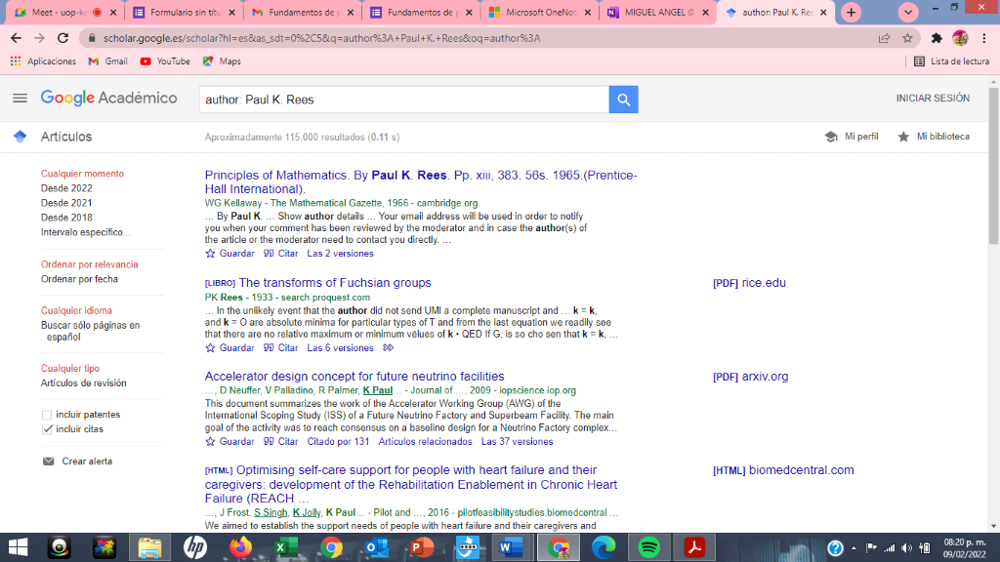 Meet - uop-k
Formulario sin títu
Fundamentos de p
Fundamentos de p
Microsoft OneNot
MIGUEL ANGEL
author: Paul K. Ree
scholar.google.es/scholar?hl=es&as_sdt=0%2C5&q=author%3A+Paul+K.+Rees&oq=author%3A
Aplicaciones Gmail YouTube Maps Lista de lectura
Google Académico
author: Paul K. Rees
INICIAR SESIÓN
Artículos
Aproximadamente 115,000 resultados (0.11 s)
Mi perfil
Mi biblioteca
Cualquier momento
Desde 2022
Desde 2021
Desde 2018
Intervalo específico...
Ordenar por relevancia
Ordenar por fecha
Cualquier idioma
Buscar sólo páginas en
español
Cualquier tipo
Artículos de revisión
incluir patentes
incluir citas
Crear alerta
Principles of Mathematics. By Paul K. Rees. Pp. xiii, 383. 56s. 1965.(Prentice-
Hall International).
WG Kellaway - The Mathematical Gazette, 1966 - cambridge.org
... By Paul K. ... Show author details ... Your email address will be used in order to notify
you when your comment has been reviewed by the moderator and in case the author(s) of
the article or the moderator need to contact you directly. ...
Guardar Citar Las 2 versiones
[LIBRO] The transforms of Fuchsian groups
PK Rees - 1933 - search.proquest.com
... In the unlikely event that the author did not send UMI a complete manuscript and ... k = k,
and k = O are absolute minima for particular types of T and from the last equation we readily see
that there are no relative maximum or minimum vélues of k • QED If G, is so cho sen that k = k, ...
Guardar Citar Las 6 versiones
[PDF] rice.edu
Accelerator design concept for future neutrino facilities
..., D Neuffer, V Palladino, R Palmer, K Paul... - Journal of ..., 2009 - iopscience.iop.org
This document summarizes the work of the Accelerator Working Group (AWG) of the
International Scoping Study (ISS) of a Future Neutrino Factory and Superbeam Facility. The main
goal of the activity was to reach consensus on a baseline design for a Neutrino Factory complex...
Guardar Citar Citado por 131 Artículos relacionados Las 37 versiones
[PDF] arxiv.org
[HTML] Optimising self-care support for people with heart failure and their
caregivers: development of the Rehabilitation Enablement in Chronic Heart
Failure (REACH ...
..., J Frost, S Singh, K Jolly, K Paul... - Pilot and ..., 2016 - pilotfeasibilitystudies.biomedcentral ...
We aimed to establish the support needs of people with heart failure and their caregivers and
[HTML] biomedcentral.com
08:20 p. m.
09/02/2022